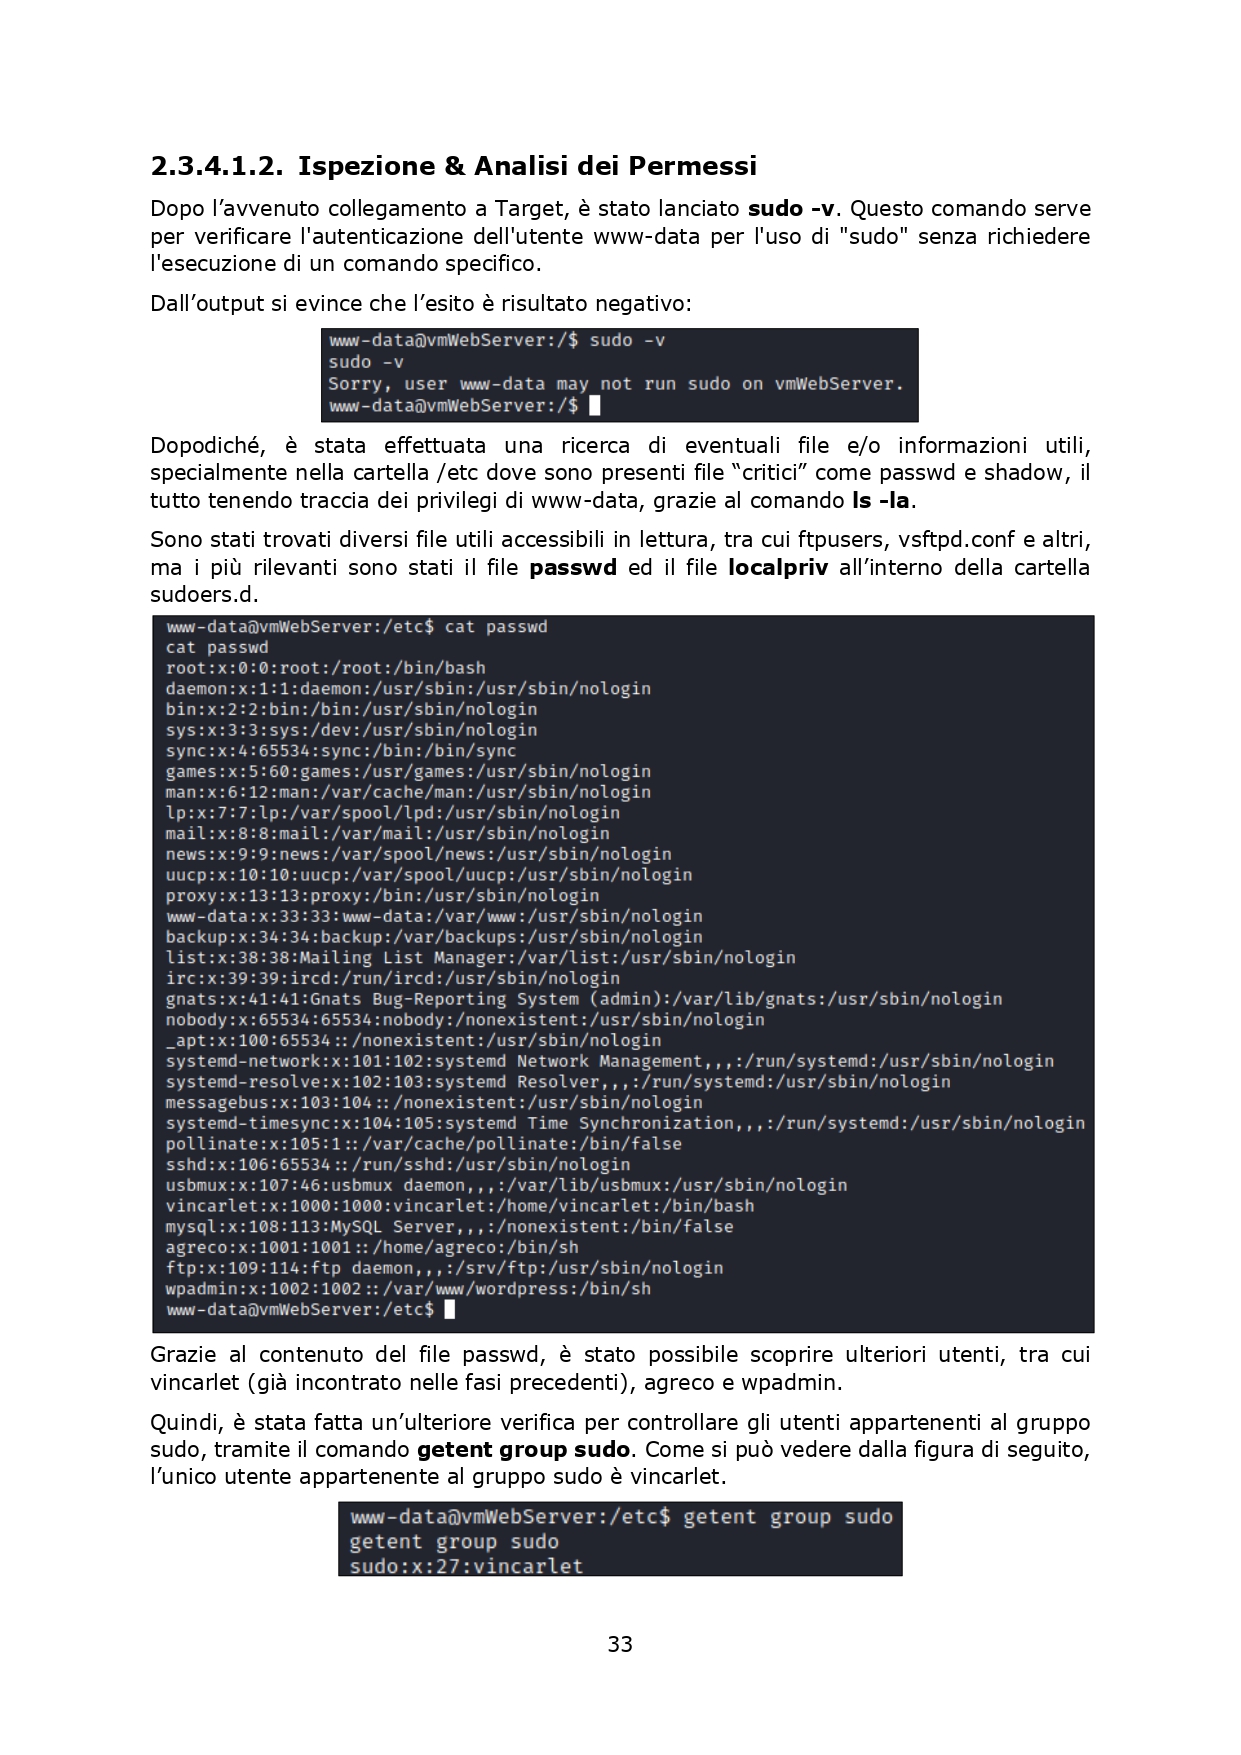 2.3.4.1.2. Ispezione & Analisi dei Permessi
Dopo l’avvenuto collegamento a Target, è stato lanciato sudo -v. Questo comando serve
per verificare l'autenticazione dell'utente www-data per l'uso di "sudo" senza richiedere
l'esecuzione di un comando specifico.
Dall’output si evince che l’esito è risultato negativo:
www-data@vmWebServer:/$ sudo -v
sudo -v
Sorry, user www-data may not run sudo on vmWebServer.
www-data@vmWebServer:/$
Dopodiché, è stata effettuata una ricerca di eventuali file e/o informazioni utili,
specialmente nella cartella /etc dove sono presenti file “critici” come passwd e shadow, il
tutto tenendo traccia dei privilegi di www-data, grazie al comando ls -la.
Sono stati trovati diversi file utili accessibili in lettura, tra cui ftpusers, vsftpd.conf e altri,
ma i più rilevanti sono stati il file passwd ed il file localpriv all’interno della cartella
sudoers.d.
www-data@vmWebServer:/etc$ cat passwd
cat passwd
root:x:0:0:root:/root:/bin/bash
daemon:x:1:1:daemon:/usr/sbin:/usr/sbin/nologin
bin:x:2:2:bin:/bin:/usr/sbin/nologin
sys:x:3:3:sys:/dev:/usr/sbin/nologin
sync:x:4:65534:sync:/bin:/bin/sync
games:x:5:60:games:/usr/games:/usr/sbin/nologin
man:x:6:12:man:/var/cache/man:/usr/sbin/nologin
lp:x:7:7:lp:/var/spool/lpd:/usr/sbin/nologin
mail:x:8:8:mail:/var/mail:/usr/sbin/nologin
news:x:9:9:news:/var/spool/news:/usr/sbin/nologin
uucp:x:10:10:uucp:/var/spool/uucp:/usr/sbin/nologin
proxy:x:13:13:proxy:/bin:/usr/sbin/nologin
www-data:x:33:33:www-data:/var/www:/usr/sbin/nologin
backup:x:34:34:backup:/var/backups:/usr/sbin/nologin
list:x:38:38:Mailing List Manager:/var/list:/usr/sbin/nologin
irc:x:39:39:ircd:/run/ircd:/usr/sbin/nologin
gnats:x:41:41:Gnats Bug-Reporting System (admin):/var/lib/gnats:/usr/sbin/nologin
nobody:x:65534:65534:nobody:/nonexistent:/usr/sbin/nologin
_apt:x:100:65534::/nonexistent:/usr/sbin/nologin
systemd-network:x:101:102:systemd Network Management,,,:/run/systemd:/usr/sbin/nologin
systemd-resolve:x:102:103:systemd Resolver,,,:/run/systemd:/usr/sbin/nologin
messagebus:x:103:104::/nonexistent:/usr/sbin/nologin
systemd-timesync:x:104:105:systemd Time Synchronization,,,:/run/systemd:/usr/sbin/nologin
pollinate:x:105:1::/var/cache/pollinate:/bin/false
sshd:x:106:65534::/run/sshd:/usr/sbin/nologin
usbmux:x:107:46:usbmux daemon,,,:/var/lib/usbmux:/usr/sbin/nologin
vincarlet:x:1000:1000:vincarlet:/home/vincarlet:/bin/bash
mysql:x:108:113:MySQL Server,,,:/nonexistent:/bin/false
agreco:x:1001:1001::/home/agreco:/bin/sh
ftp:x:109:114:ftp daemon,,,:/srv/ftp:/usr/sbin/nologin
wpadmin:x:1002:1002::/var/www/wordpress:/bin/sh
www-data@vmWebServer:/etc$
Grazie al contenuto del file passwd, è stato possibile scoprire ulteriori utenti, tra cui
vincarlet (già incontrato nelle fasi precedenti), agreco e wpadmin.
Quindi, è stata fatta un’ulteriore verifica per controllare gli utenti appartenenti al gruppo
sudo, tramite il comando getent group sudo. Come si può vedere dalla figura di seguito,
l’unico utente appartenente al gruppo sudo è vincarlet.
www-data@vmWebServer:/etc$ getent group sudo
getent group sudo
sudo:x:27:vincarlet
33